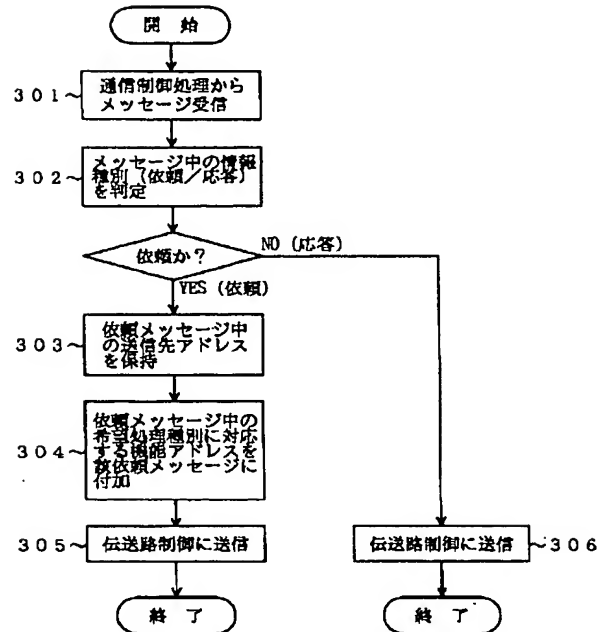 開 始
301
通信制御処理から
メッセージ受信
302
メッセージ中の情報
種別(依頼/応答)
を判定
依頼か?
NO (応答)
YES (依頼)
303
依頼メッセージ中
の送信先アドレス
を保持
304
依頼メッセージ中の
希望処理種別に対応
する機能アドレスを
該依頼メッセージに
付加
305
伝送路制御に送信
伝送路制御に送信
306
終 了
終 了